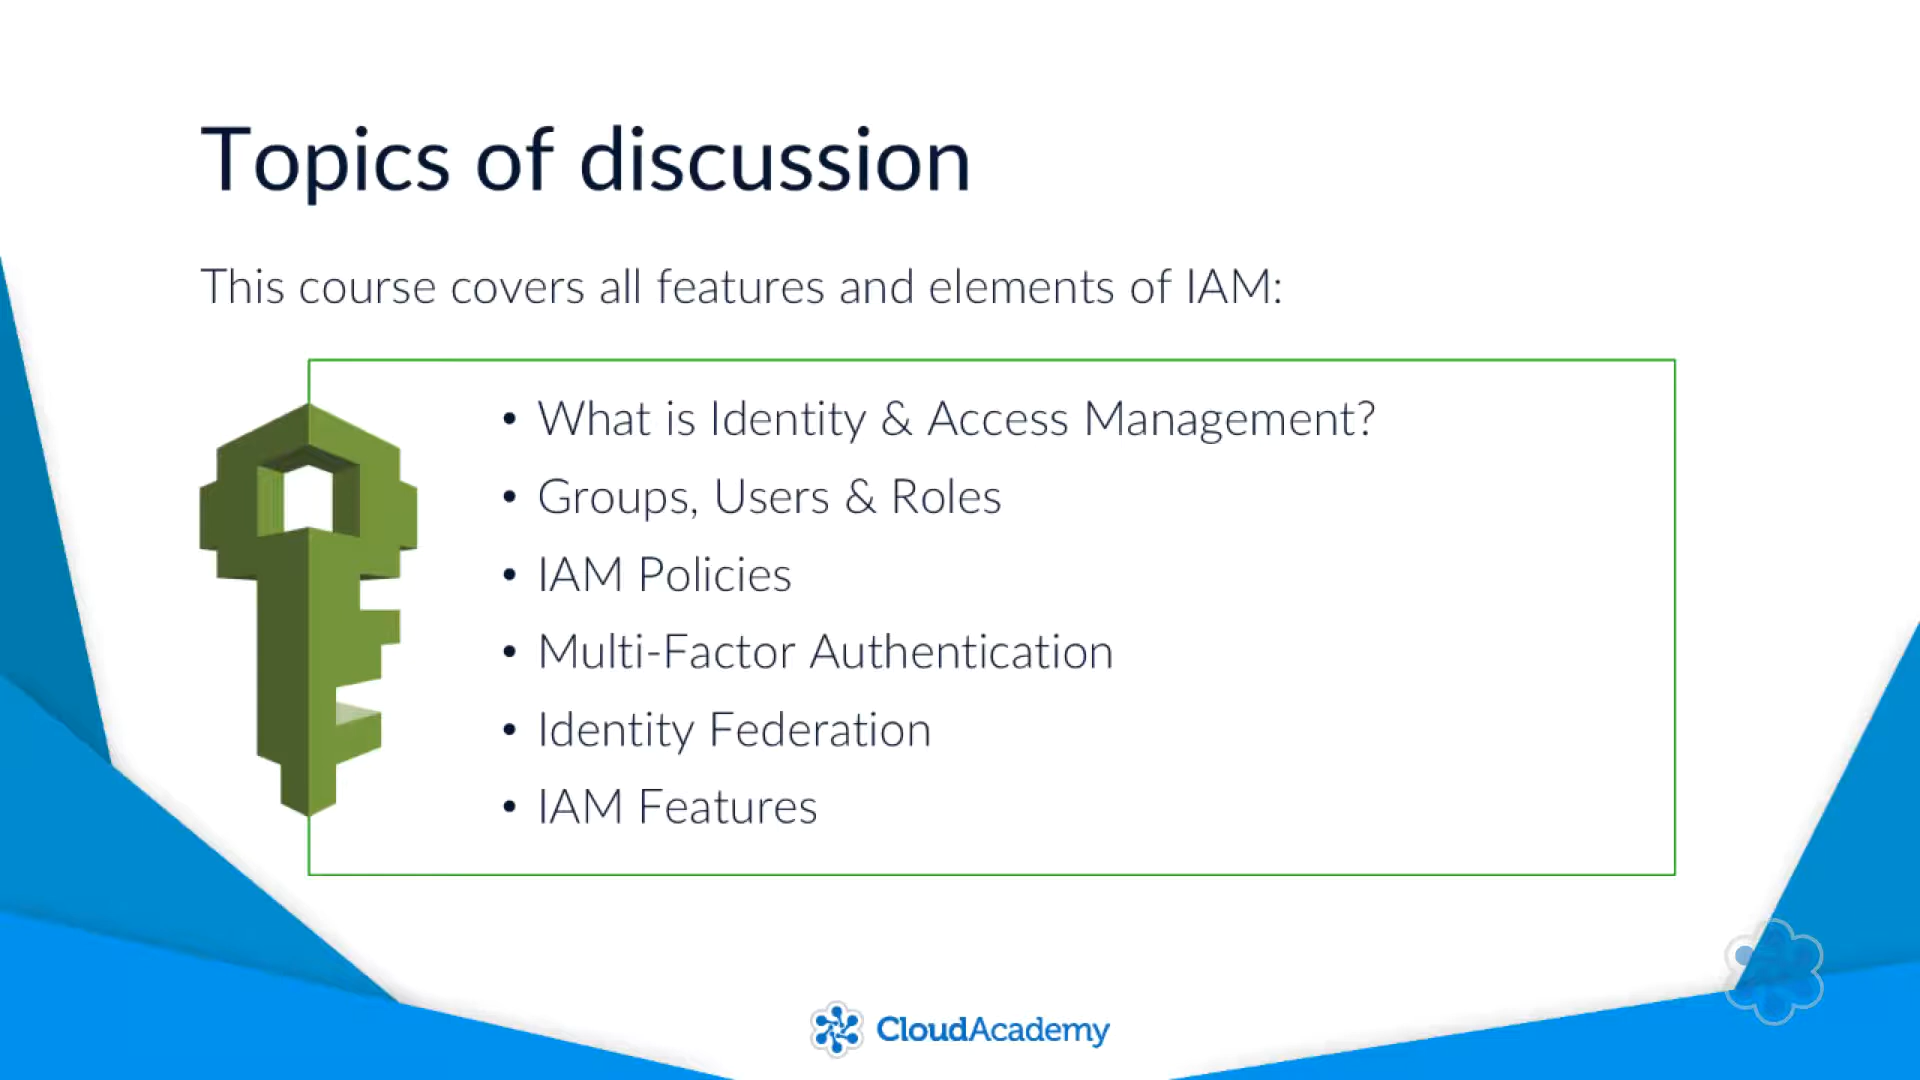 Topics of discussion
This course covers all features and elements of IAM:
• What is Identity & Access Management?
• Groups, Users & Roles
• IAM Policies
• Multi-Factor Authentication
• Identity Federation
• IAM Features
CloudAcademy